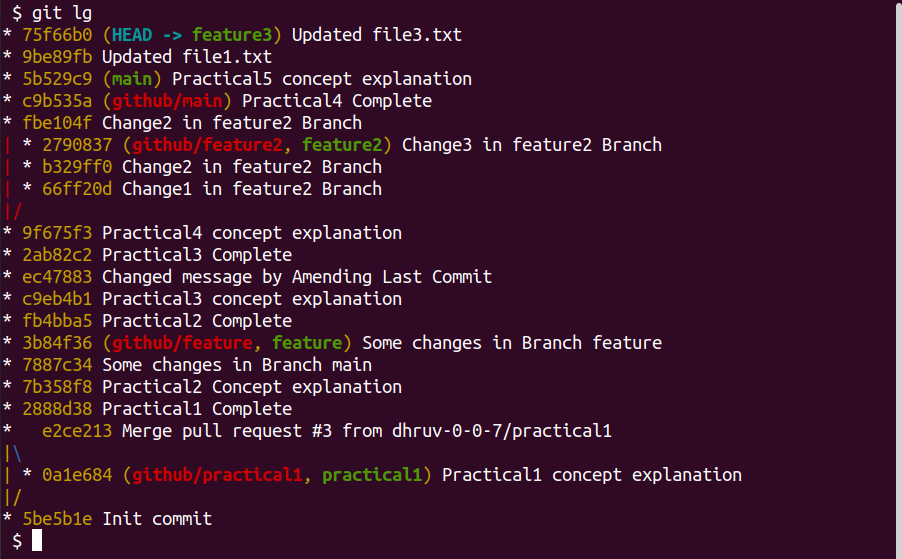 $ git lg
* 75f66b0 (HEAD -> feature3) Updated file3.txt
* 9be89fb Updated file1.txt
* 5b529c9 (main) Practical5 concept explanation
* c9b535a (github/main) Practical4 Complete
* fbe104f Change2 in feature2 Branch
| * 2790837 (github/feature2, feature2) Change3 in feature2 Branch
| * b329ff0 Change2 in feature2 Branch
| * 66ff20d Change1 in feature2 Branch
|/
* 9f675f3 Practical4 concept explanation
* 2ab82c2 Practical3 Complete
* ec47883 Changed message by Amending Last Commit
* c9eb4b1 Practical3 concept explanation
* fb4bba5 Practical2 Complete
* 3b84f36 (github/feature, feature) Some changes in Branch feature
* 7887c34 Some changes in Branch main
* 7b358f8 Practical2 Concept explanation
* 2888d38 Practical1 Complete
*   e2ce213 Merge pull request #3 from dhruv-0-0-7/practical1
|\
| * 0a1e684 (github/practical1, practical1) Practical1 concept explanation
|/
* 5be5b1e Init commit
$